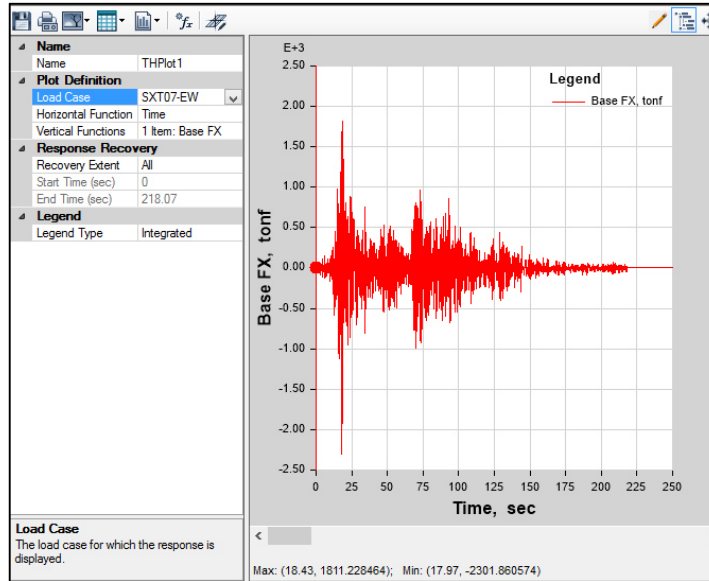 fx
Name
Name THPlot1
Plot Definition
Load Case SXT07-EW
Horizontal Function Time
Vertical Functions 1 Item: Base FX
Response Recovery
Recovery Extent All
Start Time (sec) 0
End Time (sec) 218.07
Legend
Legend Type Integrated
Load Case
The load case for which the response is
displayed.
E+3
2.50
2.00
1.50
1.00
0.50
0.00
-0.50
-1.00
-1.50
-2.00
-2.50
Base FX, tonf
Legend
Base FX, tonf
0 25 50 75 100 125 150 175 200 225 250
Time, sec
Max: (18.43, 1811.228464); Min: (17.97, -2301.860574)